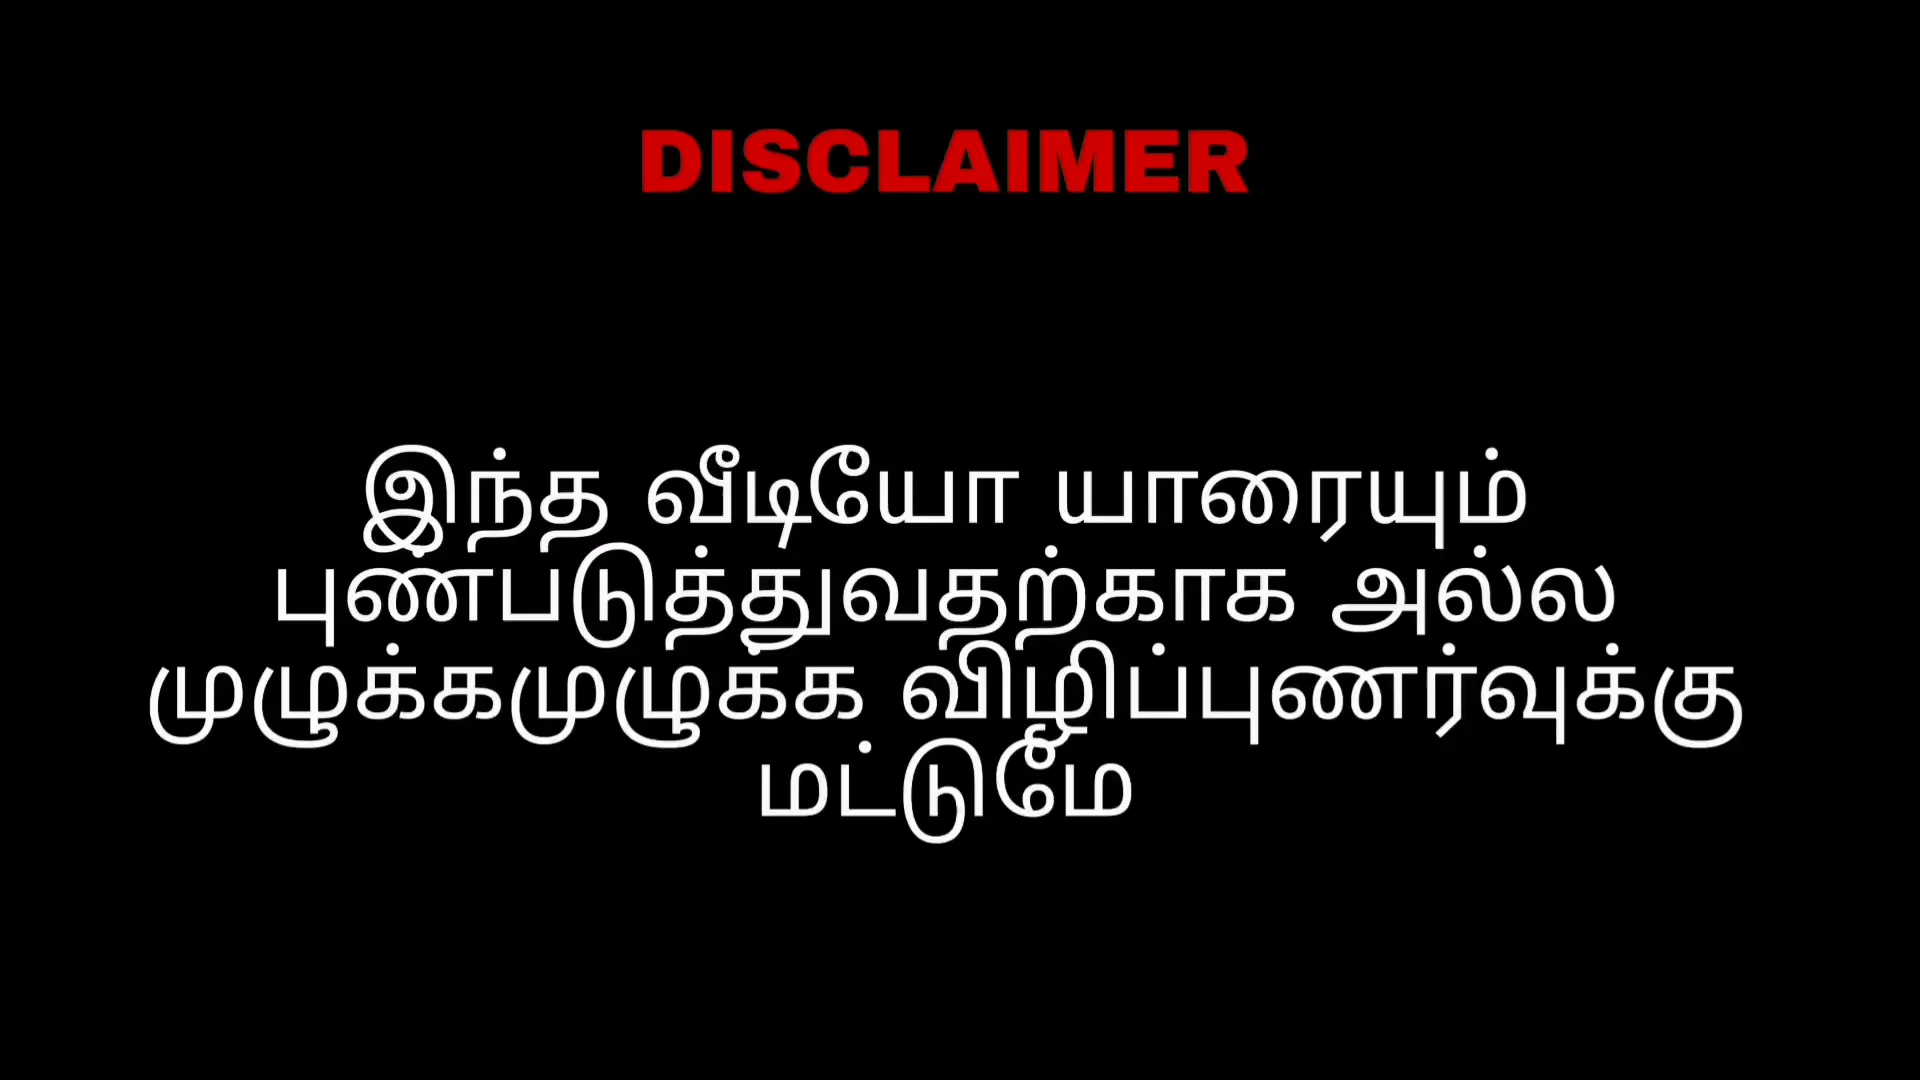 DISCLAIMER
இந்த வீடியோ யாரையும்
புண்படுத்துவதற்காக அல்ல
முழுக்கமுழுக்க விழிப்புணர்வுக்கு
மட்டுமே